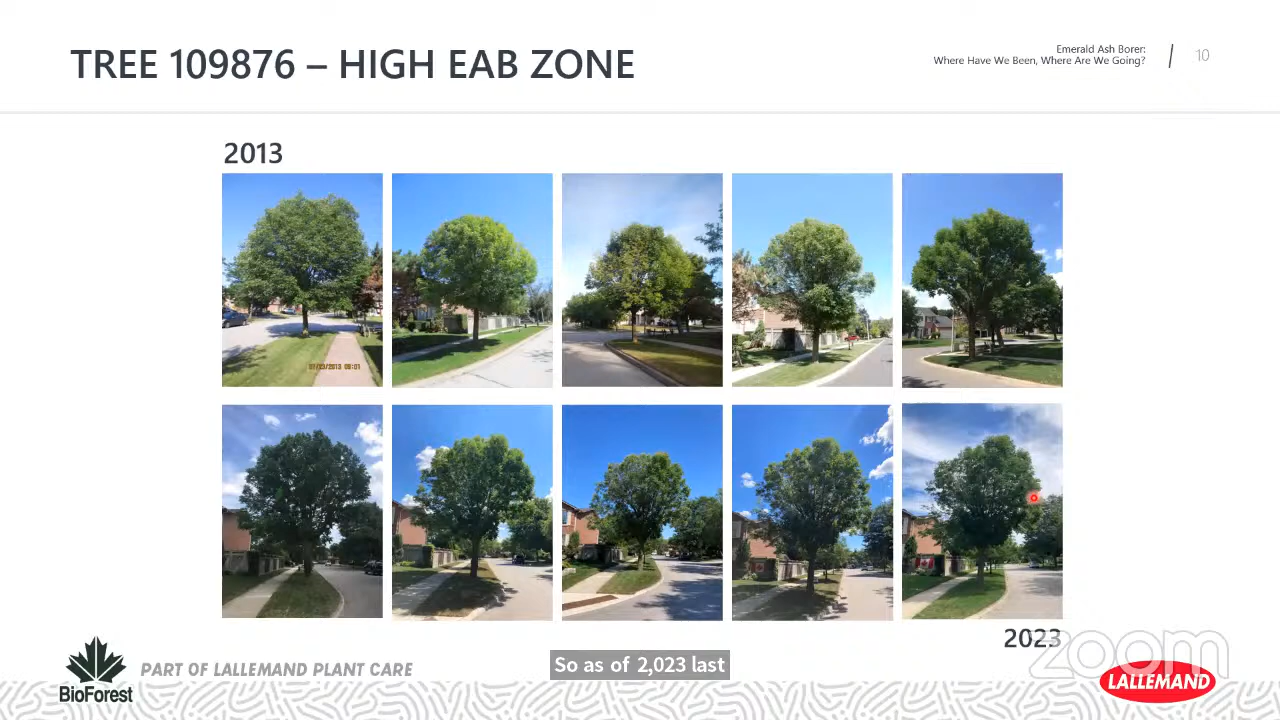 TREE 109876 – HIGH EAB ZONE
Emerald Ash Borer:
Where Have We Been, Where Are We Going?
10
2013
2023
zoom
So as of 2,023 last
BioForest
PART OF LALLEMAND PLANT CARE
LALLEMAND